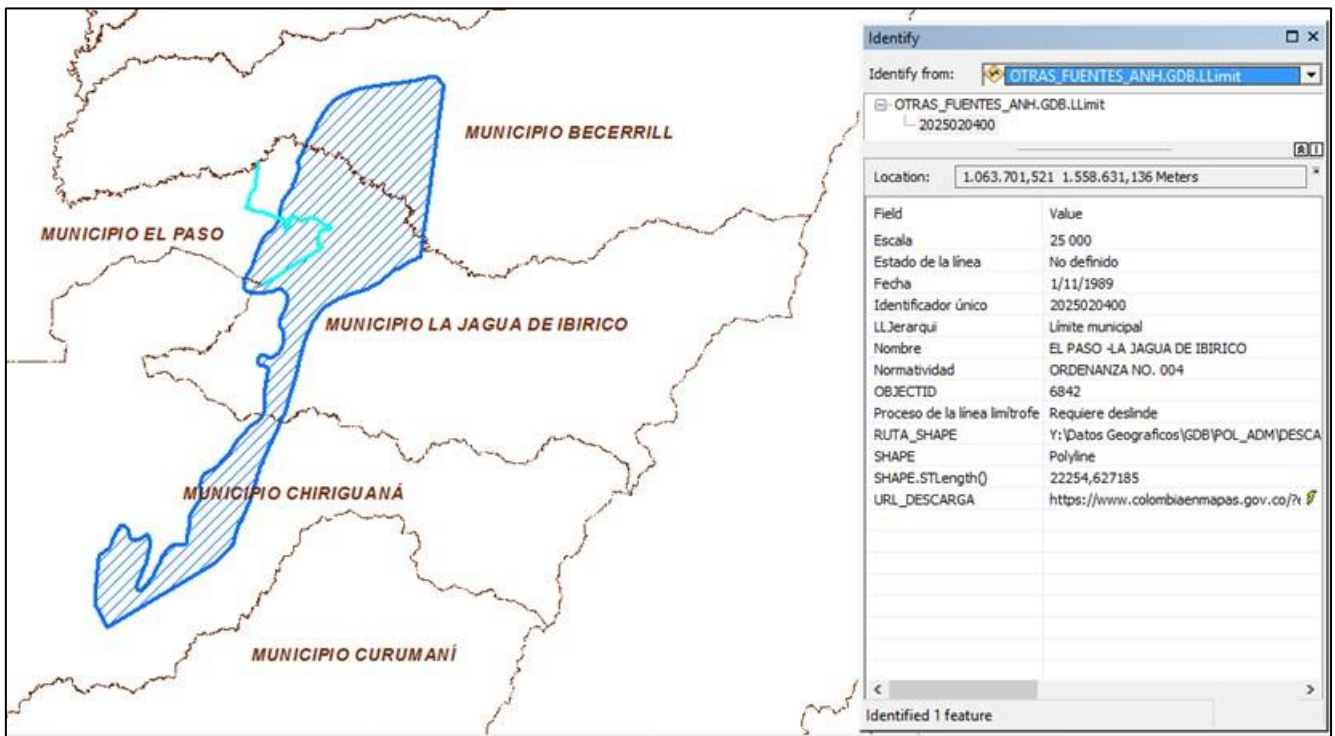 MUNICIPIO BECERRILL
MUNICIPIO EL PASO
MUNICIPIO LA JAGUA DE IBIRICO
MUNICIPIO CHIRIGUANÁ
MUNICIPIO CURUMANÍ
Identify
Identify from: OTRAS_FUENTES_ANH.GDB.LLimit
OTRAS_FUENTES_ANH.GDB.LLimit
2025020400
Location: 1.063.701,521 1.558.631,136 Meters
Field Value
Escala 25 000
Estado de la línea No definido
Fecha 1/11/1989
Identificador único 2025020400
LLJerarqui Límite municipal
Nombre EL PASO -LA JAGUA DE IBIRICO
Normatividad ORDENANZA NO. 004
OBJECTID 6842
Proceso de la línea limítrofe Requiere deslinde
RUTA_SHAPE Y:\Datos Geograficos\GDB\POL_ADM\DESCA
SHAPE Polyline
SHAPE.STLength() 22254,627185
URL_DESCARGA https://www.colombiaenmapas.gov.co/?e
Identified 1 feature